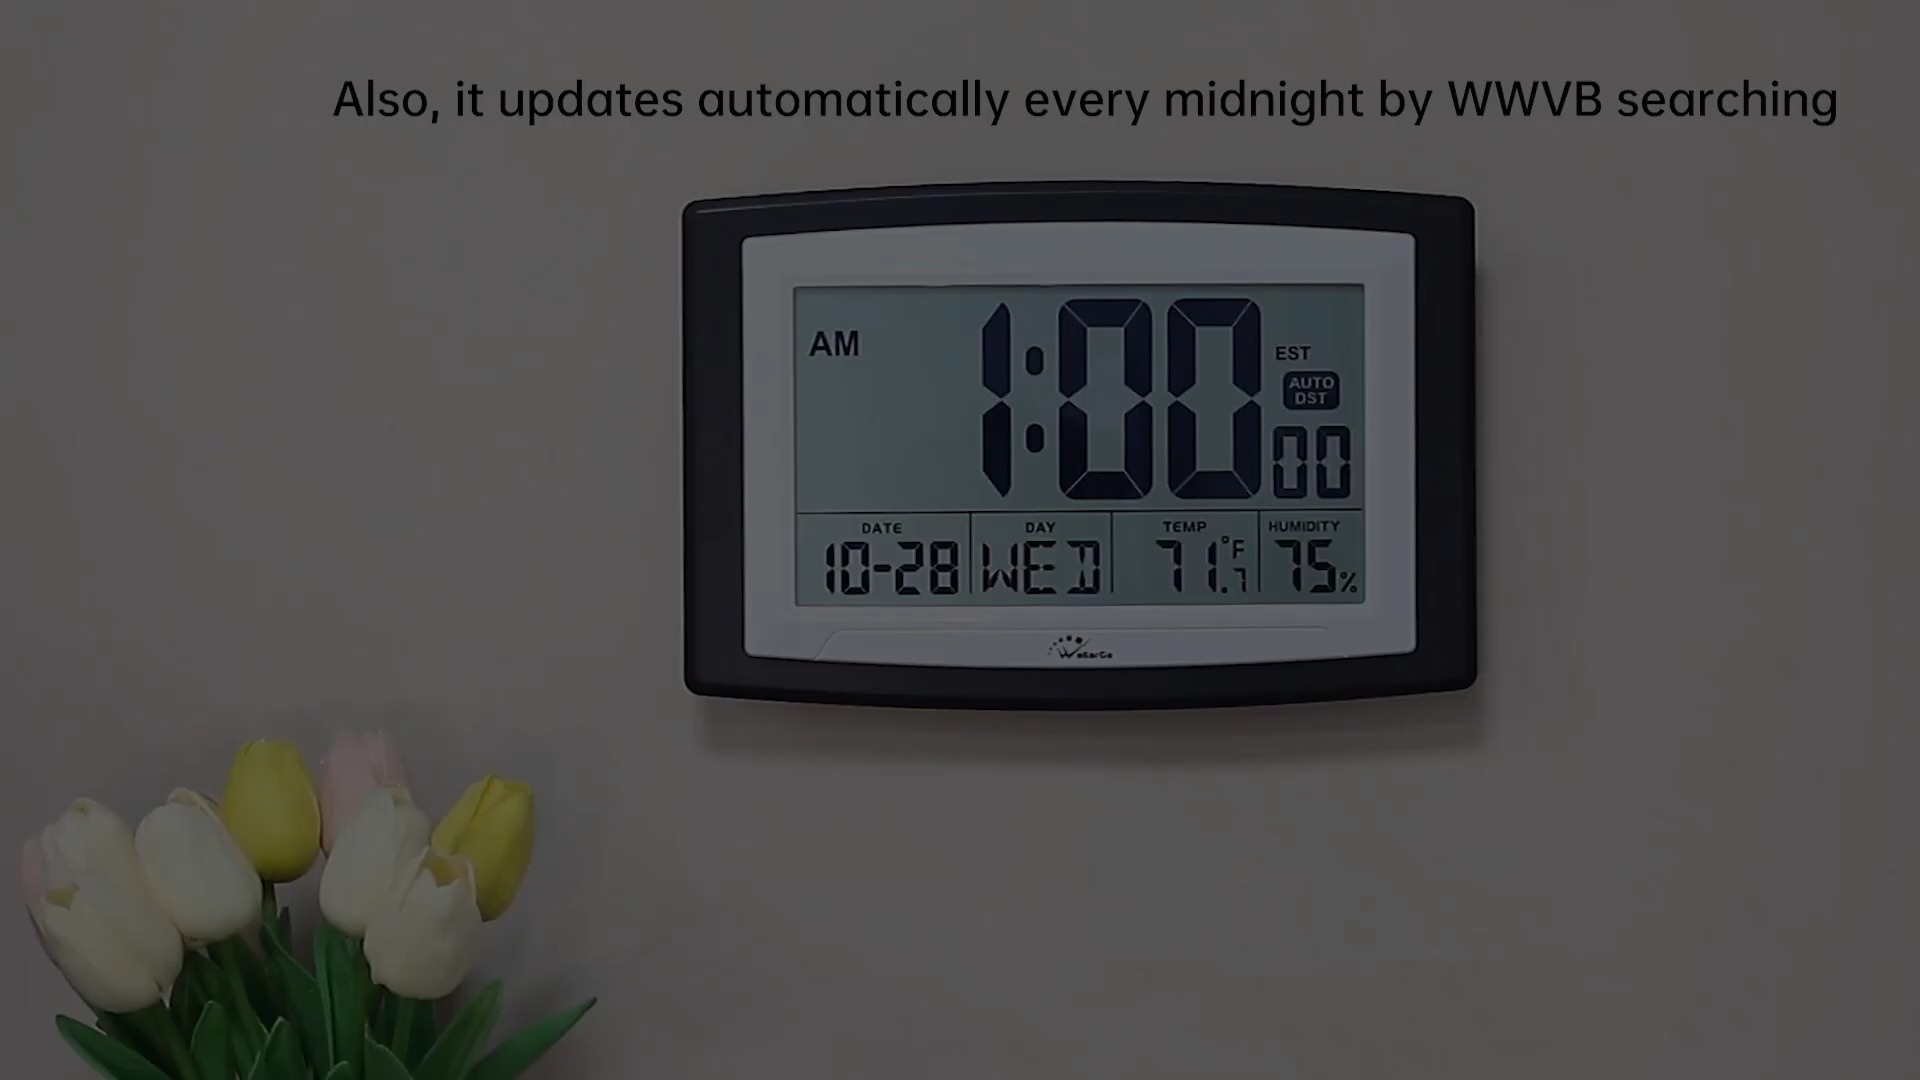 Also, it updates automatically every midnight by WWVB searching
AM
1:00
EST
AUTO
DST
00
DATE
DAY
TEMP
HUMIDITY
10-28
WED
71.7°F
75%